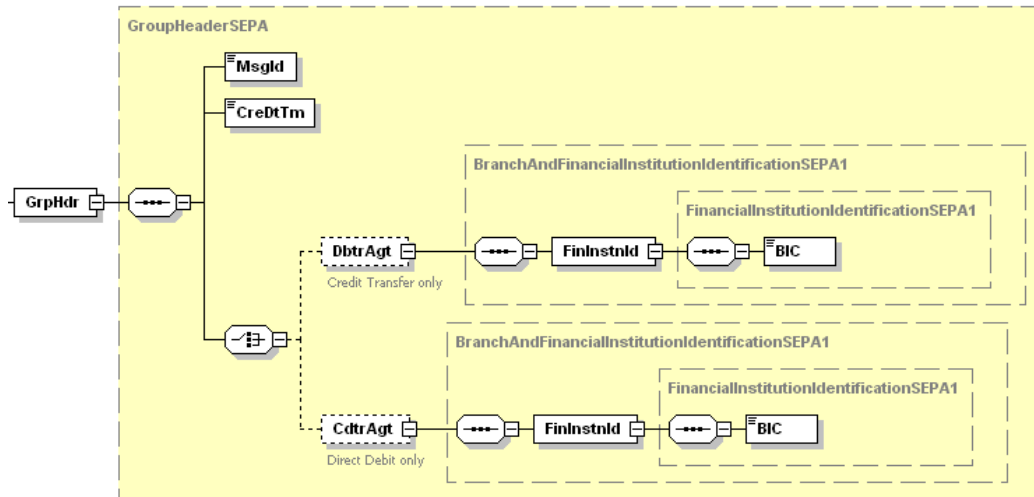 GroupHeaderSEPA
MsgId
CreDtTm
BranchAndFinancialInstitutionIdentificationSEPA1
FinancialInstitutionIdentificationSEPA1
GrpHdr
DbtrAgt
FinInstnId
BIC
Credit Transfer only
BranchAndFinancialInstitutionIdentificationSEPA1
FinancialInstitutionIdentificationSEPA1
CdtrAgt
FinInstnId
BIC
Direct Debit only